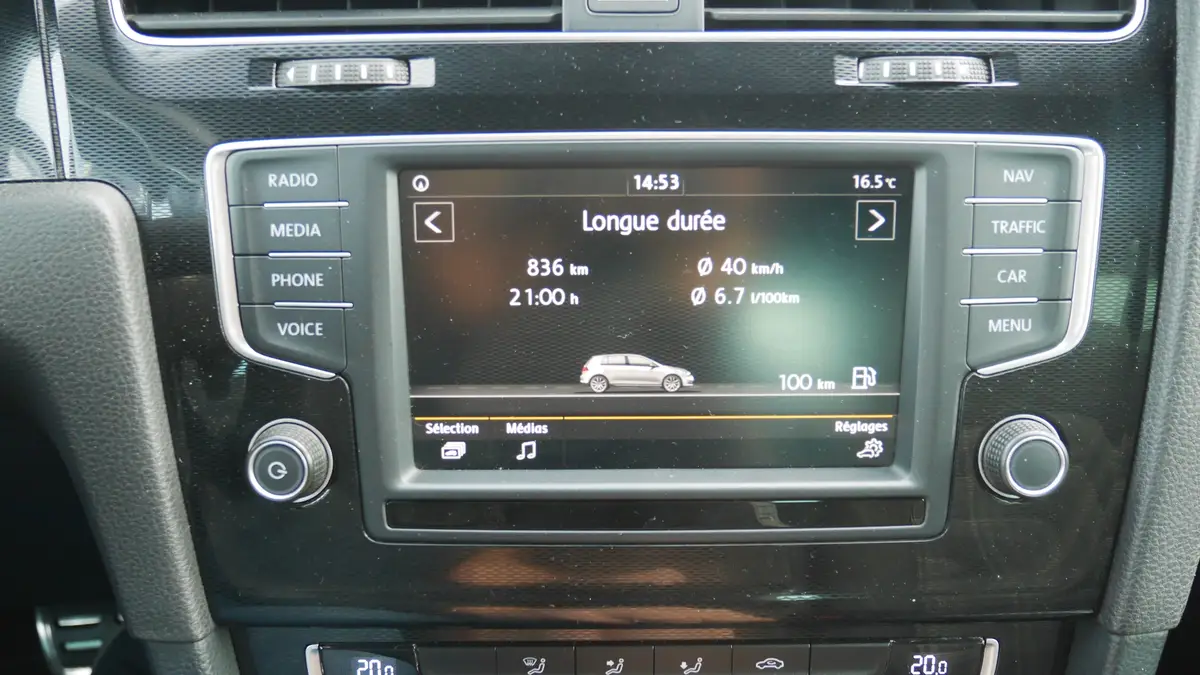 RADIO
MEDIA
PHONE
VOICE
14:53
16.5°C
Longue durée
836 km
Ø 40 km/h
21:00 h
Ø 6.7 l/100km
100 km
Sélection
Médias
Réglages
NAV
TRAFFIC
CAR
MENU
20.0
20.0